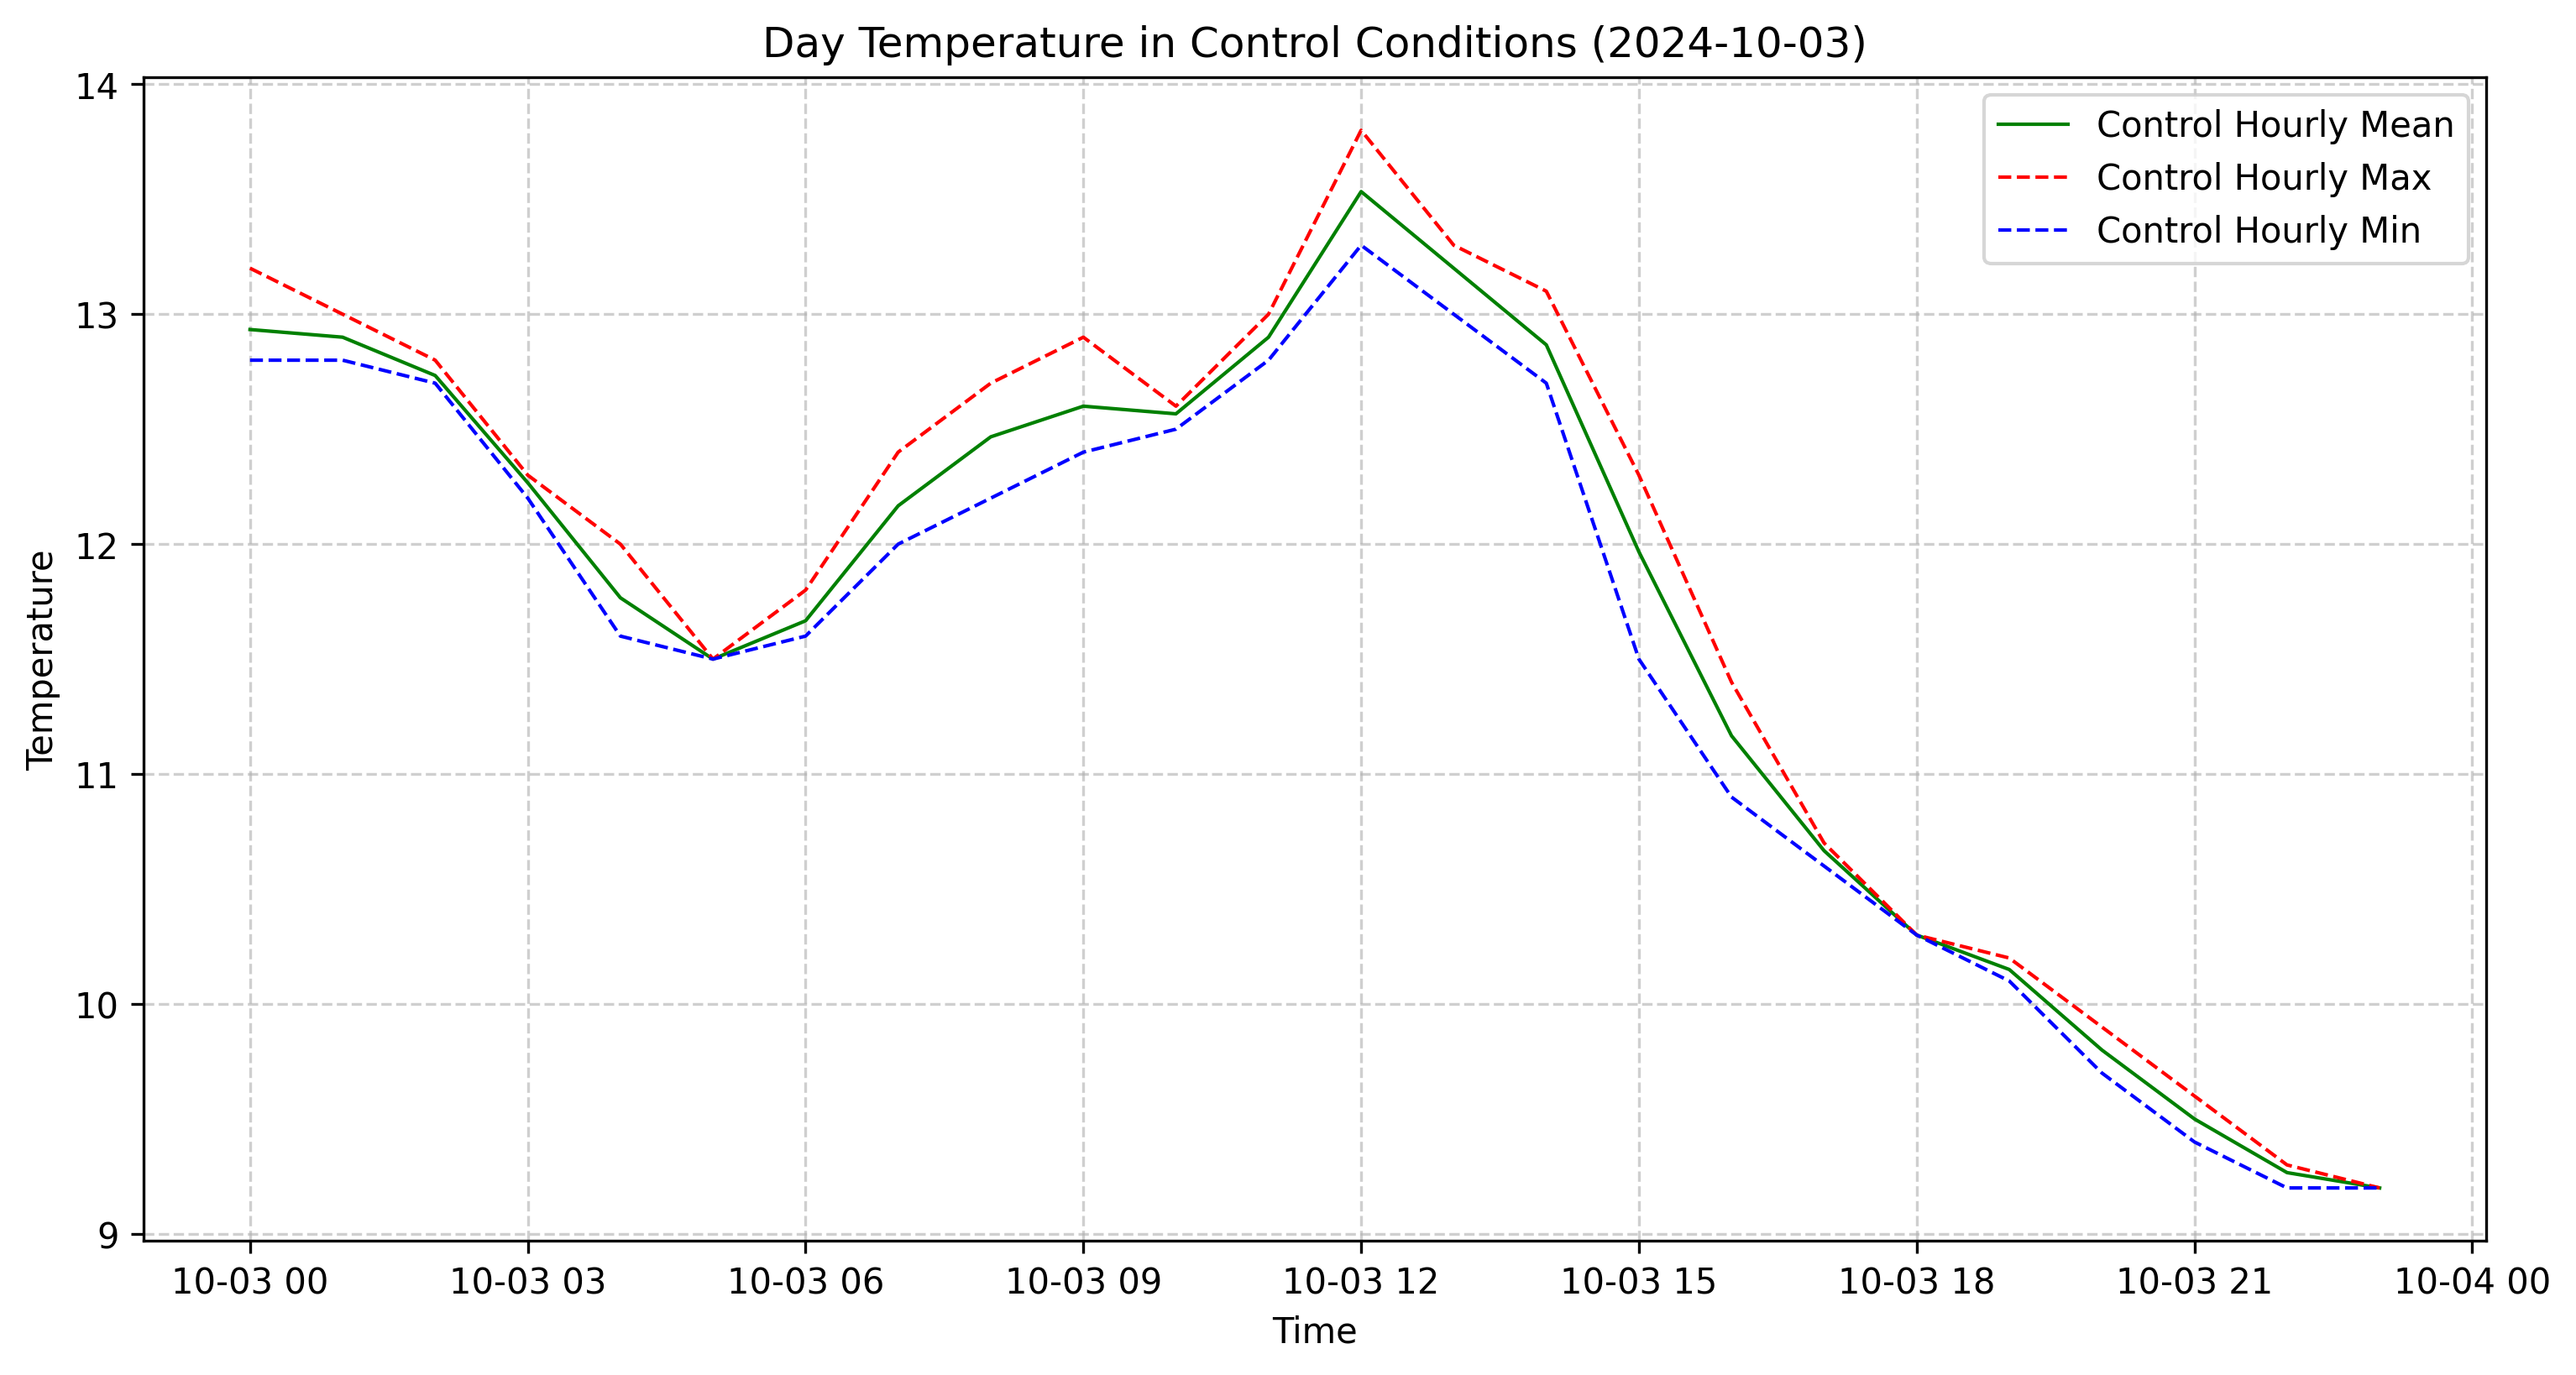 Day Temperature in Control Conditions (2024-10-03)
Control Hourly Mean
Control Hourly Max
Control Hourly Min
14
13
12
11
10
9
Temperature
10-03 00 10-03 03 10-03 06 10-03 09 10-03 12 10-03 15 10-03 18 10-03 21 10-04 00
Time